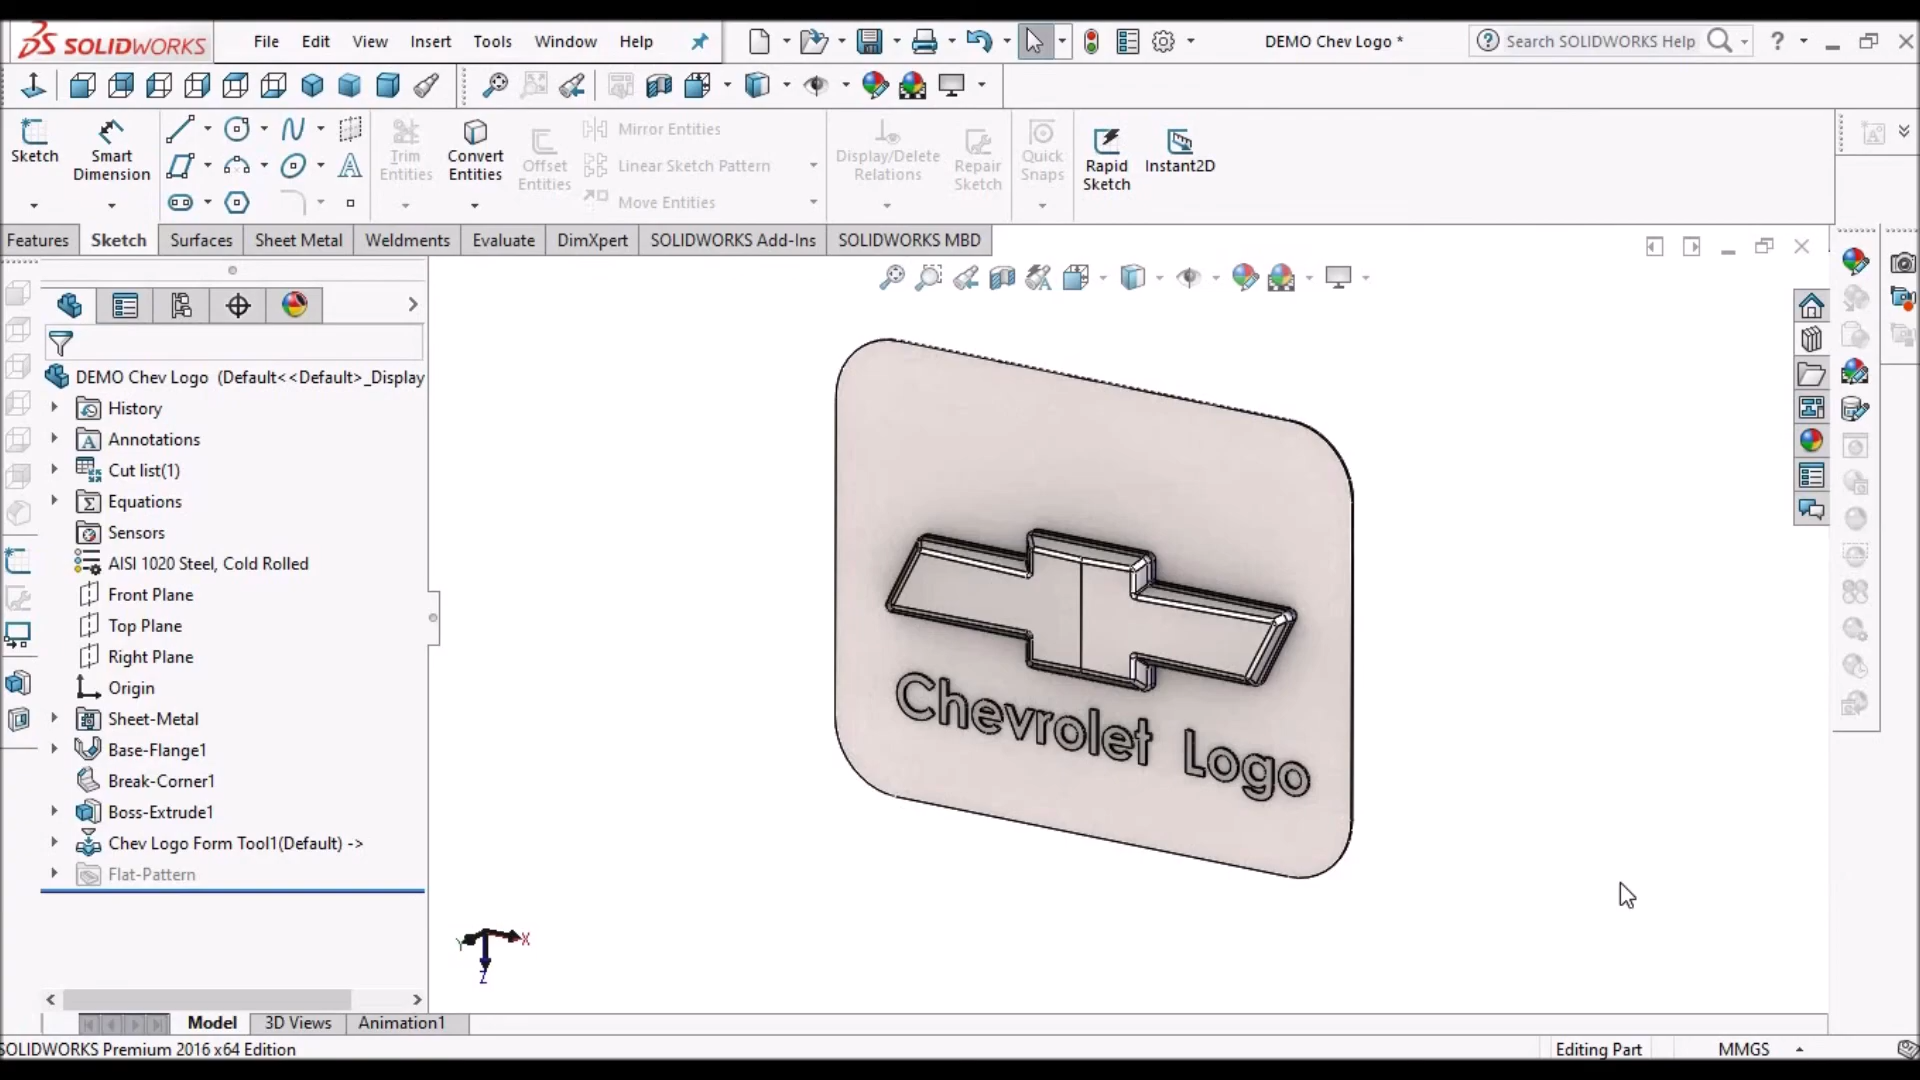 DS SOLIDWORKS File Edit View Insert Tools Window Help DEMO Chev Logo * Search SOLIDWORKS Help ?
Sketch Smart Dimension Trim Entities Convert Entities Offset Entities Mirror Entities Linear Sketch Pattern Move Entities Display/Delete Relations Repair Sketch Quick Snaps Rapid Sketch Instant2D
Features Sketch Surfaces Sheet Metal Weldments Evaluate DimXpert SOLIDWORKS Add-Ins SOLIDWORKS MBD
DEMO Chev Logo (Default<<Default>_Display
History
Annotations
Cut list(1)
Equations
Sensors
AISI 1020 Steel, Cold Rolled
Front Plane
Top Plane
Right Plane
Origin
Sheet-Metal
Base-Flange1
Break-Corner1
Boss-Extrude1
Chev Logo Form Tool1(Default) ->
Flat-Pattern
Chevrolet Logo
Y X
Z
Model 3D Views Animation1
SOLIDWORKS Premium 2016 x64 Edition Editing Part MMGS